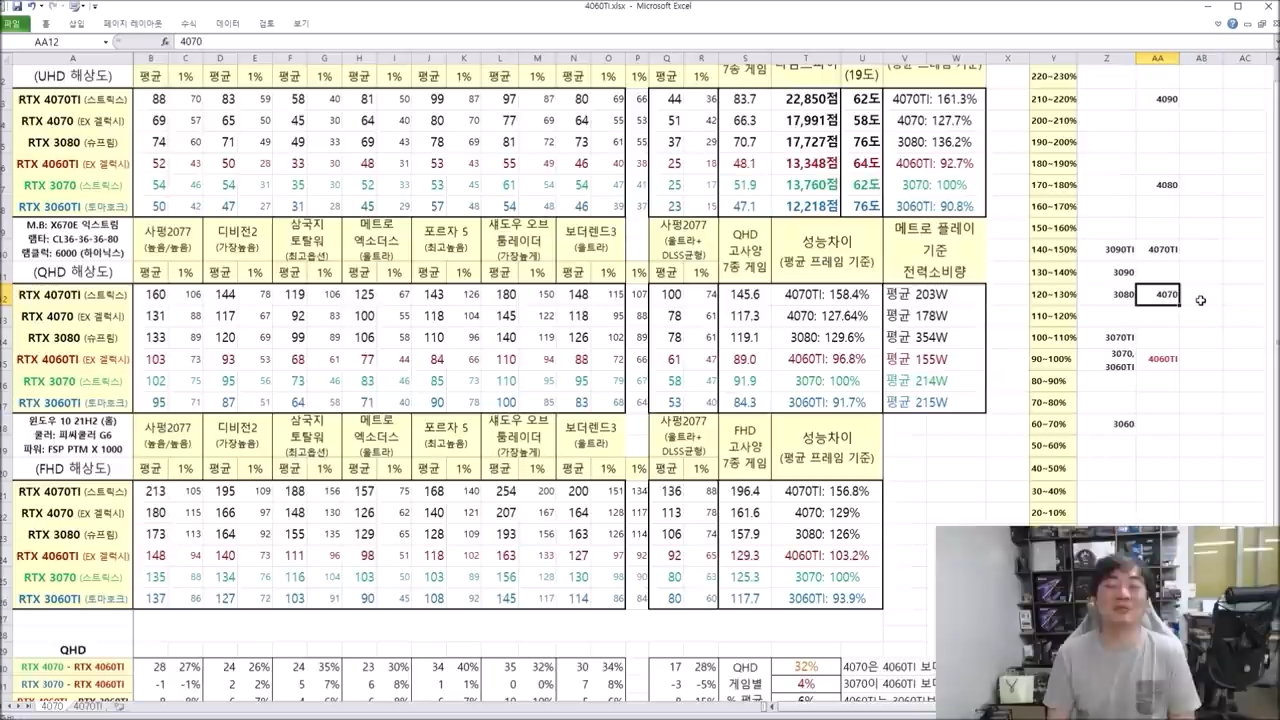 4060TI.xlsx - Microsoft Excel
파일 홈 삽입 페이지 레이아웃 수식 데이터 검토 보기
AA12 fx 4070
A B C D E F G H I J K L M N O P Q R S T U V W X Y Z AA AB AC
(UHD 해상도) 평균 1% 평균 1% 평균 1% 평균 1% 평균 1% 평균 1% 평균 1% 평균 1% 7종 게임 (19도) 220~230%
RTX 4070TI (스트릭스) 88 70 83 59 58 40 81 50 99 87 97 87 80 69 66 44 36 83.7 22,850점 62도 4070TI: 161.3% 210~220% 4090
RTX 4070 (EX 겔럭시) 69 57 65 45 50 30 64 40 80 70 77 66 64 55 53 51 42 66.3 17,991점 58도 4070: 127.7% 200~210%
RTX 3080 (슈프림) 74 60 71 49 49 33 69 43 78 69 81 72 73 61 55 37 29 70.7 17,727점 76도 3080: 136.2% 190~200%
RTX 4060TI (EX 겔럭시) 52 43 50 28 33 30 48 31 53 43 55 49 46 40 38 25 18 48.1 13,348점 64도 4060TI: 92.7% 180~190%
RTX 3070 (스트릭스) 54 46 54 31 35 30 52 33 53 45 61 54 54 47 41 25 17 51.9 13,760점 62도 3070: 100% 170~180% 4080
RTX 3060TI (토마호크) 50 42 47 27 31 28 45 29 57 48 54 48 46 41 37 23 15 47.1 12,218점 76도 3060TI: 90.8% 160~170%
M.B: X670E 익스트림
램타: CL36-36-36-80
램클럭: 6000 (하이닉스)
사펑2077
(높음/높음)
디비전2
(가장높게)
삼국지
토탈워
(최고옵션)
메트로
엑소더스
(울트라)
포르자 5
(최고높음)
섀도우 오브
툼레이더
(가장높게)
보더렌드3
(울트라)
사펑2077
(울트라+
DLSS균형)
QHD
고사양
7종 게임
성능차이
(평균 프레임 기준)
메트로 플레이
기준
전력소비량
150~160%
140~150% 3090TI 4070TI
(QHD 해상도) 평균 1% 평균 1% 평균 1% 평균 1% 평균 1% 평균 1% 평균 1% 평균 1% 130~140% 3090
RTX 4070TI (스트릭스) 160 106 144 78 119 106 125 67 143 126 180 150 148 115 107 100 74 145.6 4070TI: 158.4% 평균 203W 120~130% 3080 4070
RTX 4070 (EX 겔럭시) 131 88 117 67 92 83 100 55 118 104 145 122 118 95 88 78 61 117.3 4070: 127.64% 평균 178W 110~120%
RTX 3080 (슈프림) 133 89 120 69 99 89 106 58 110 96 140 119 126 95 88 78 60 119.1 3080: 129.6% 평균 354W 100~110% 3070TI
RTX 4060TI (EX 겔럭시) 103 73 93 53 68 61 77 44 84 66 110 94 88 72 66 61 47 89.0 4060TI: 96.8% 평균 155W 90~100% 3070, 3060TI 4060TI
RTX 3070 (스트릭스) 102 75 95 56 73 46 83 46 85 73 110 95 95 79 67 58 47 91.9 3070: 100% 평균 214W 80~90%
RTX 3060TI (토마호크) 95 71 87 51 64 58 71 40 90 78 100 85 83 68 64 53 40 84.3 3060TI: 91.7% 평균 215W 70~80%
윈도우 10 21H2 (홈)
쿨러: 피씨쿨러 G6
파워: FSP PTM X 1000
사펑2077
(높음/높음)
디비전2
(가장높게)
삼국지
토탈워
(최고옵션)
메트로
엑소더스
(울트라)
포르자 5
(최고높음)
섀도우 오브
툼레이더
(가장높게)
보더렌드3
(울트라)
사펑2077
(울트라+
DLSS균형)
FHD
고사양
7종 게임
성능차이
(평균 프레임 기준)
60~70% 3060
50~60%
(FHD 해상도) 평균 1% 평균 1% 평균 1% 평균 1% 평균 1% 평균 1% 평균 1% 평균 1% 40~50%
RTX 4070TI (스트릭스) 213 105 195 109 188 156 157 75 168 140 254 200 200 151 134 136 88 196.4 4070TI: 156.8% 30~40%
RTX 4070 (EX 겔럭시) 180 115 166 97 148 130 126 62 140 121 207 167 164 128 117 113 78 161.6 4070: 129% 20~10%
RTX 3080 (슈프림) 173 113 164 92 155 135 129 65 128 109 193 156 163 126 114 106 74 157.9 3080: 126%
RTX 4060TI (EX 겔럭시) 148 94 140 73 111 96 98 51 118 102 163 133 127 97 92 92 65 129.3 4060TI: 103.2%
RTX 3070 (스트릭스) 135 88 134 76 116 104 103 50 103 87 156 128 130 98 90 80 63 125.3 3070: 100%
RTX 3060TI (토마호크) 137 86 127 72 103 91 90 45 108 92 145 117 114 86 84 80 60 117.7 3060TI: 93.9%
QHD
RTX 4070 - RTX 4060TI 28 27% 24 26% 24 35% 23 30% 34 40% 35 32% 30 34% 17 28% QHD 32% 4070은 4060TI 보
RTX 3070 - RTX 4060TI -1 -1% 2 2% 5 7% 6 8% 1 1% 0 0% 7 8% -3 -5% 게임별 4% 3070이 4060TI 보
4070 4070TI